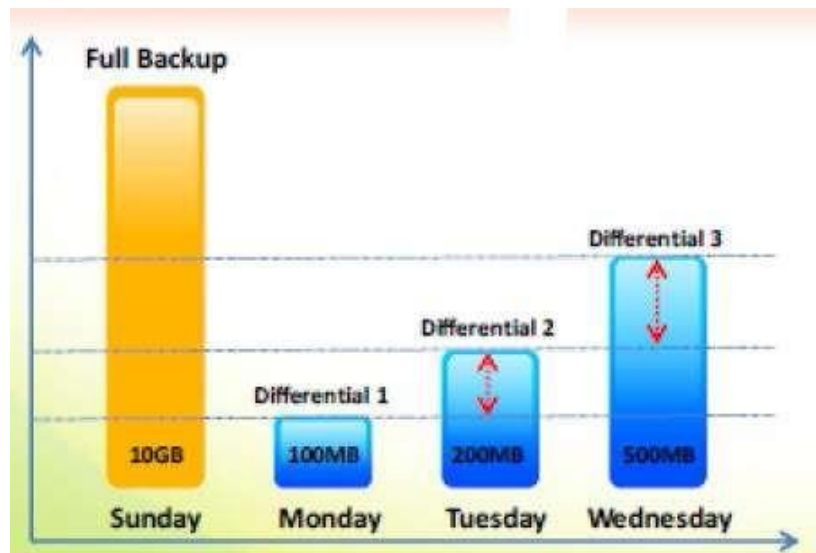 Full Backup
Differential 3
Differential 2
Differential 1
10GB 100MB 200MB 500MB
Sunday Monday Tuesday Wednesday